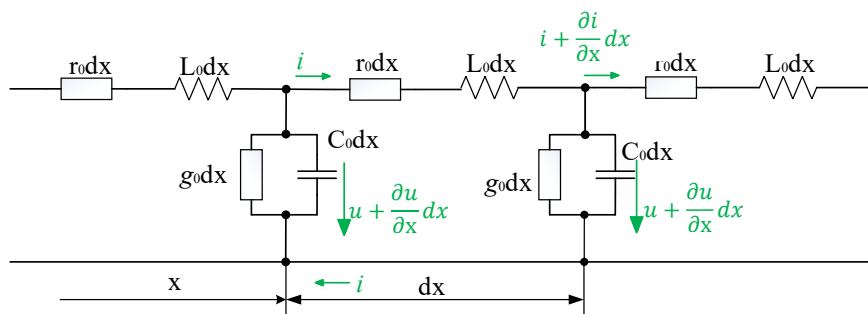 i
i + ∂i/∂x dx
r₀dx
L₀dx
r₀dx
L₀dx
r₀dx
L₀dx
C₀dx
C₀dx
g₀dx
g₀dx
u + ∂u/∂x dx
u + ∂u/∂x dx
x
i
dx